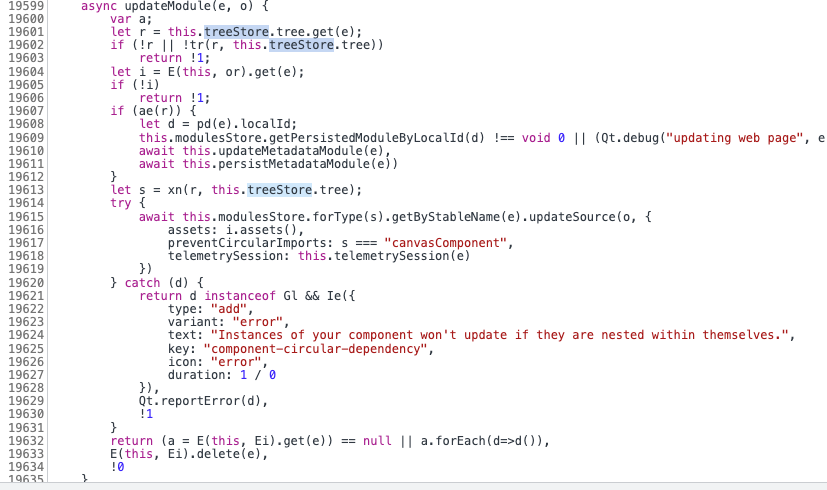 19599 async updateModule(e, o) {
19600 var a;
19601 let r = this.treeStore.tree.get(e);
19602 if (!r || !tr(r, this.treeStore.tree))
19603 return !1;
19604 let i = E(this, or).get(e);
19605 if (!i)
19606 return !1;
19607 if (ae(r)) {
19608 let d = pd(e).localId;
19609 this.modulesStore.getPersistedModuleByLocalId(d) !== void 0 || (Qt.debug("updating web page", e
19610 await this.updateMetadataModule(e),
19611 await this.persistMetadataModule(e))
19612 }
19613 let s = xn(r, this.treeStore.tree);
19614 try {
19615 await this.modulesStore.forType(s).getByStableName(e).updateSource(o, {
19616 assets: i.assets(),
19617 preventCircularImports: s === "canvasComponent",
19618 telemetrySession: this.telemetrySession(e)
19619 })
19620 } catch (d) {
19621 return d instanceof Gl && Ie({
19622 type: "add",
19623 variant: "error",
19624 text: "Instances of your component won't update if they are nested within themselves.",
19625 key: "component-circular-dependency",
19626 icon: "error",
19627 duration: 1 / 0
19628 }),
19629 Qt.reportError(d),
19630 !1
19631 }
19632 return (a = E(this, Ei).get(e)) == null || a.forEach(d=>d()),
19633 E(this, Ei).delete(e),
19634 !0
19635 }